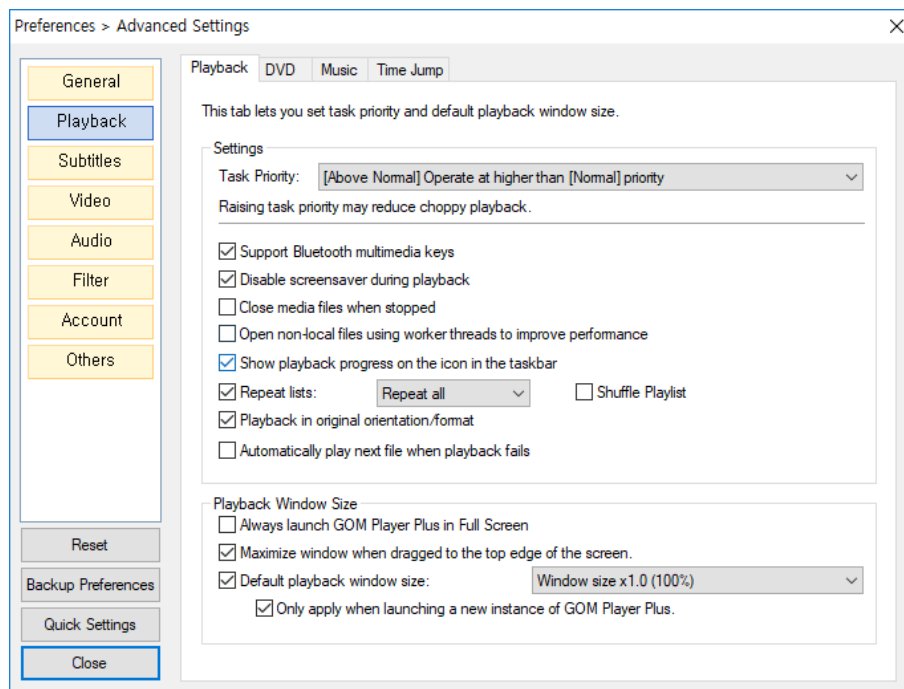 Preferences > Advanced Settings
General
Playback
Subtitles
Video
Audio
Filter
Account
Others
Reset
Backup Preferences
Quick Settings
Close
Playback DVD Music Time Jump
This tab lets you set task priority and default playback window size.
Settings
Task Priority: [Above Normal] Operate at higher than [Normal] priority
Raising task priority may reduce choppy playback.
Support Bluetooth multimedia keys
Disable screensaver during playback
Close media files when stopped
Open non-local files using worker threads to improve performance
Show playback progress on the icon in the taskbar
Repeat lists: Repeat all Shuffle Playlist
Playback in original orientation/format
Automatically play next file when playback fails
Playback Window Size
Always launch GOM Player Plus in Full Screen
Maximize window when dragged to the top edge of the screen.
Default playback window size: Window size x1.0 (100%)
Only apply when launching a new instance of GOM Player Plus.